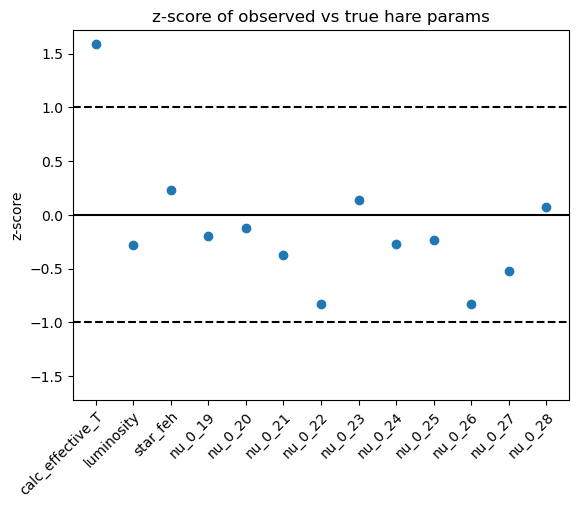 z-score of observed vs true hare params
z-score
1.5
1.0
0.5
0.0
−0.5
−1.0
−1.5
calc_effective_T
luminosity
star_feh
nu_0_19
nu_0_20
nu_0_21
nu_0_22
nu_0_23
nu_0_24
nu_0_25
nu_0_26
nu_0_27
nu_0_28